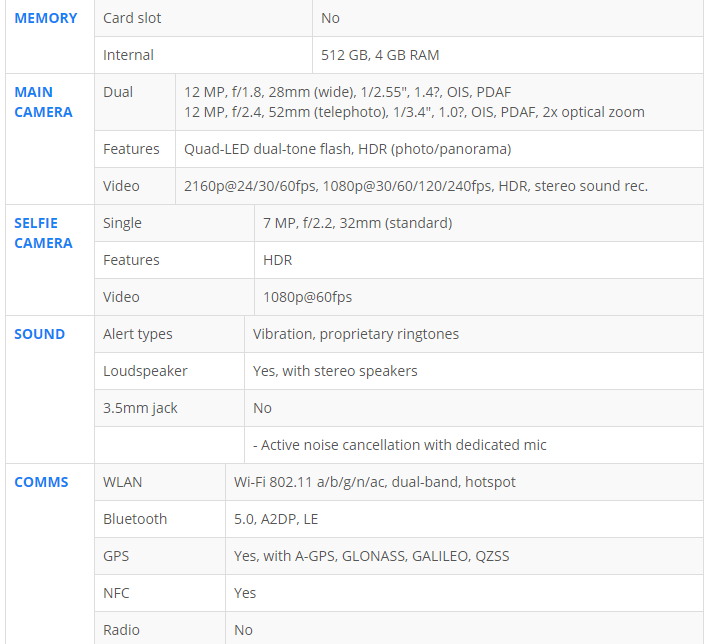 MEMORY Card slot No
Internal 512 GB, 4 GB RAM
MAIN CAMERA Dual 12 MP, f/1.8, 28mm (wide), 1/2.55", 1.4?, OIS, PDAF
12 MP, f/2.4, 52mm (telephoto), 1/3.4", 1.0?, OIS, PDAF, 2x optical zoom
Features Quad-LED dual-tone flash, HDR (photo/panorama)
Video 2160p@24/30/60fps, 1080p@30/60/120/240fps, HDR, stereo sound rec.
SELFIE CAMERA Single 7 MP, f/2.2, 32mm (standard)
Features HDR
Video 1080p@60fps
SOUND Alert types Vibration, proprietary ringtones
Loudspeaker Yes, with stereo speakers
3.5mm jack No
- Active noise cancellation with dedicated mic
COMMS WLAN Wi-Fi 802.11 a/b/g/n/ac, dual-band, hotspot
Bluetooth 5.0, A2DP, LE
GPS Yes, with A-GPS, GLONASS, GALILEO, QZSS
NFC Yes
Radio No